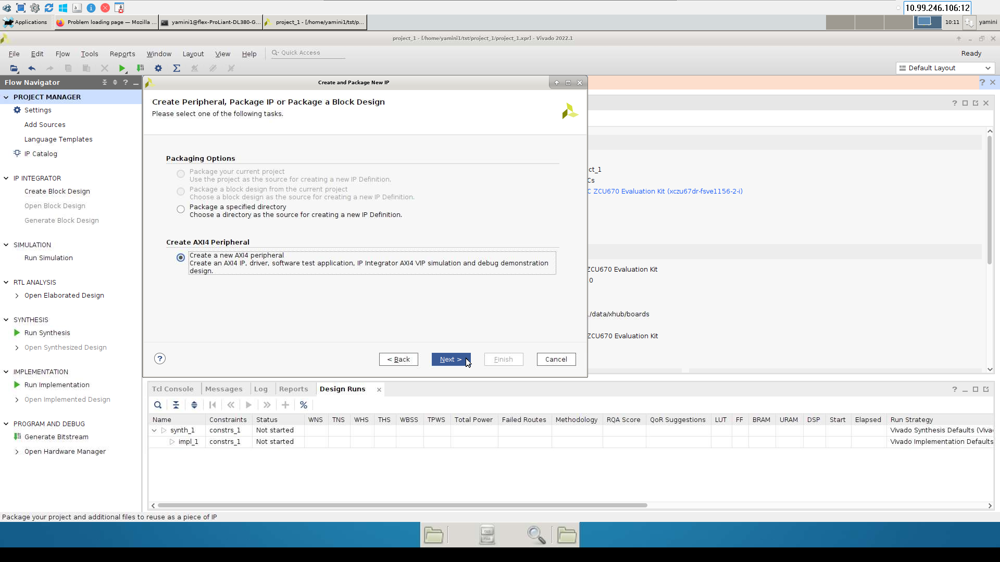 10.99.246.106:12
Applications
Problem loading page — Mozilla ...
yamini1@flex-ProLiant-DL380-G...
project_1 - [/home/yamini1/tst/p...
10:11
yamini
project_1 - [/home/yamini1/tst/project_1/project_1.xpr] - Vivado 2022.1
File Edit Flow Tools Reports Window Layout View Help
Quick Access
Ready
Default Layout
Flow Navigator
PROJECT MANAGER
Settings
Add Sources
Language Templates
IP Catalog
IP INTEGRATOR
Create Block Design
Open Block Design
Generate Block Design
SIMULATION
Run Simulation
RTL ANALYSIS
Open Elaborated Design
SYNTHESIS
Run Synthesis
Open Synthesized Design
IMPLEMENTATION
Run Implementation
Open Implemented Design
PROGRAM AND DEBUG
Generate Bitstream
Open Hardware Manager
Create and Package New IP
Create Peripheral, Package IP or Package a Block Design
Please select one of the following tasks.
Packaging Options
Package your current project
Use the project as the source for creating a new IP Definition.
Package a block design from the current project
Choose a block design as the source for creating a new IP Definition.
Package a specified directory
Choose a directory as the source for creating a new IP Definition.
Create AXI4 Peripheral
Create a new AXI4 peripheral
Create an AXI4 IP, driver, software test application, IP Integrator AXI4 VIP simulation and debug demonstration
design.
?
< Back
Next >
Finish
Cancel
ct_1
Cs
C ZCU670 Evaluation Kit (xczu67dr-fsve1156-2-i)
ZCU670 Evaluation Kit
0
./data/xhub/boards
ZCU670 Evaluation Kit
Tcl Console Messages Log Reports Design Runs
Name Constraints Status WNS TNS WHS THS WBSS TPWS Total Power Failed Routes Methodology RQA Score QoR Suggestions LUT FF BRAM URAM DSP Start Elapsed Run Strategy
synth_1 constrs_1 Not started Vivado Synthesis Defaults (Viva
impl_1 constrs_1 Not started Vivado Implementation Defaults
Package your project and additional files to reuse as a piece of IP